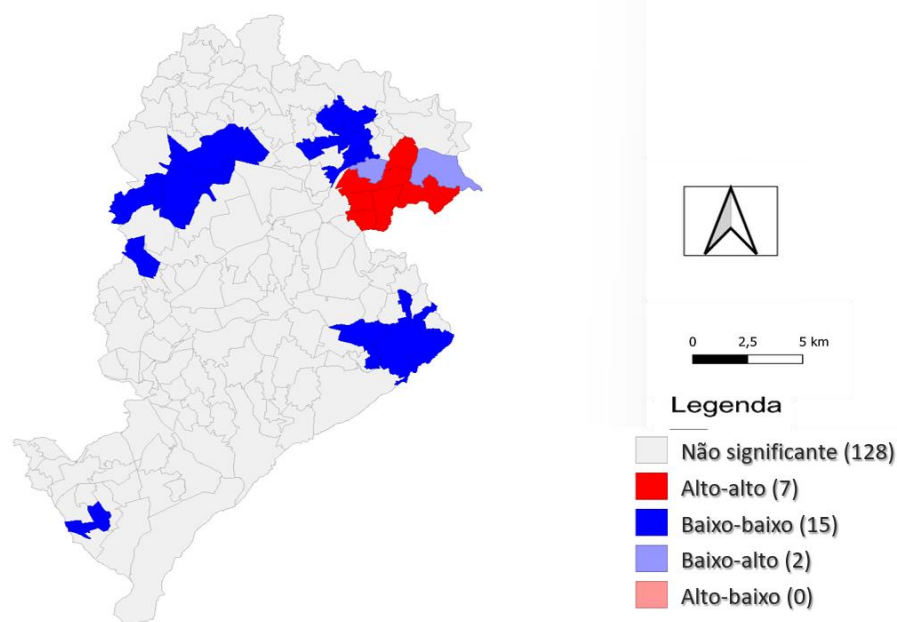 0 2,5 5 km
Legenda
Não significante (128)
Alto-alto (7)
Baixo-baixo (15)
Baixo-alto (2)
Alto-baixo (0)